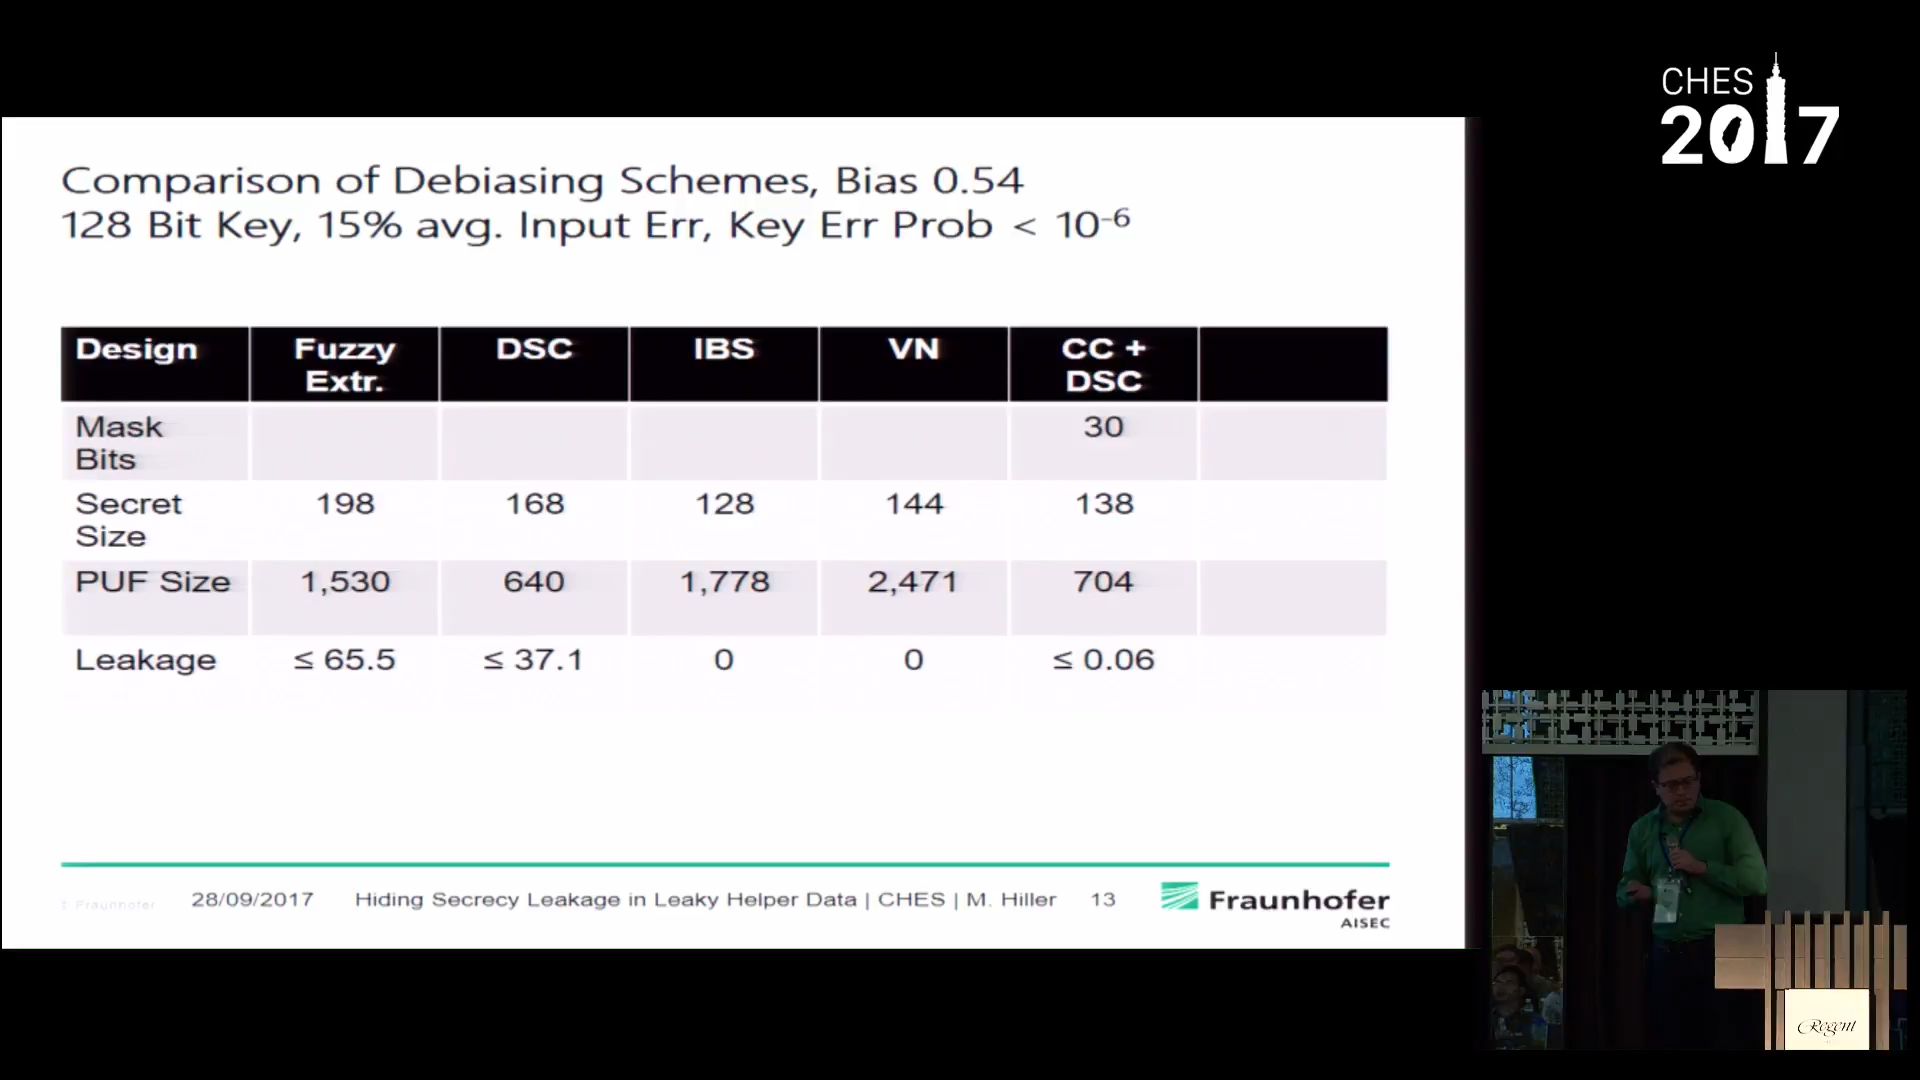 CHES
2017
Comparison of Debiasing Schemes, Bias 0.54
128 Bit Key, 15% avg. Input Err, Key Err Prob < 10⁻⁶
Design Fuzzy Extr. DSC IBS VN CC + DSC
Mask Bits 30
Secret Size 198 168 128 144 138
PUF Size 1,530 640 1,778 2,471 704
Leakage ≤ 65.5 ≤ 37.1 0 0 ≤ 0.06
© Fraunhofer 28/09/2017 Hiding Secrecy Leakage in Leaky Helper Data | CHES | M. Hiller 13 Fraunhofer
AISEC
Regent